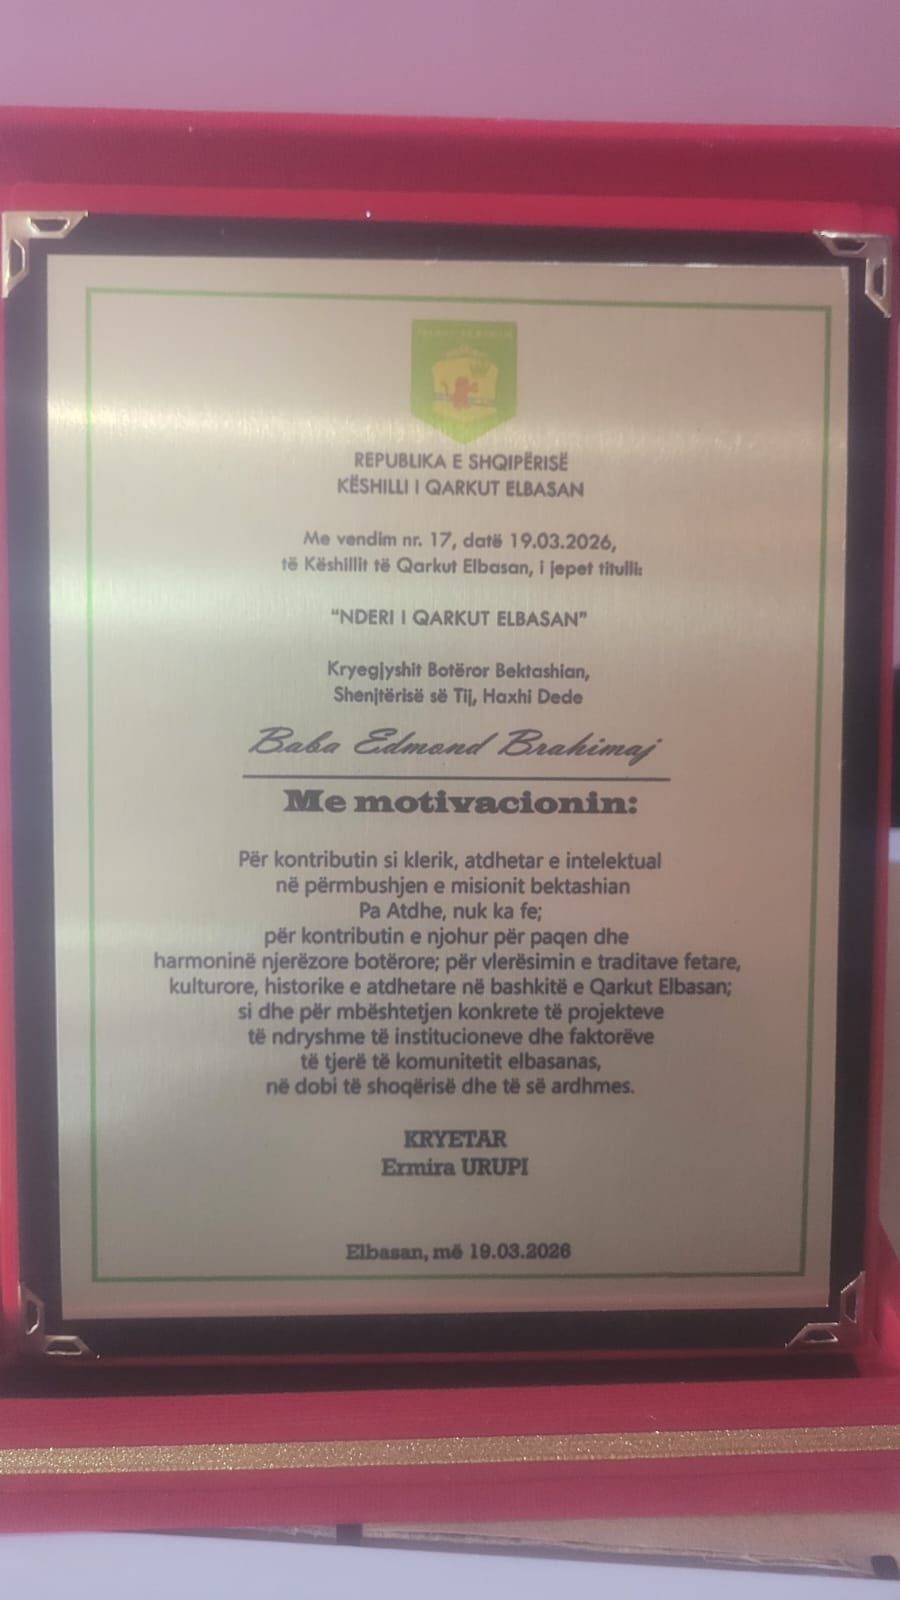 REPUBLIKA E SHQIPËRISË
KËSHILLI I QARKUT ELBASAN
Me vendim nr. 17, datë 19.03.2026,
të Këshillit të Qarkut Elbasan, i jepet titulli:
“NDERI I QARKUT ELBASAN”
Kryegjyshit Botëror Bektashian,
Shenjtërisë së Tij, Haxhi Dede
Baba Edmond Brahimaj
Me motivacionin:
Për kontributin si klerik, atdhetar e intelektual
në përmbushjen e misionit bektashian
Pa Atdhe, nuk ka fe;
për kontributin e njohur për paqen dhe
harmoninë njerëzore botërore; për vlerësimin e traditave fetare,
kulturore, historike e atdhetare në bashkitë e Qarkut Elbasan;
si dhe për mbështetjen konkrete të projekteve
të ndryshme të institucioneve dhe faktorëve
të tjerë të komunitetit elbasanas,
në dobi të shoqërisë dhe të së ardhmes.
KRYETAR
Ermira URUPI
Elbasan, më 19.03.2026